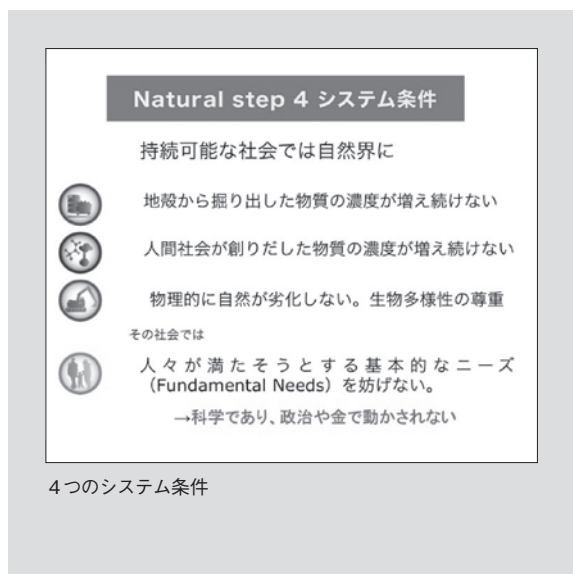 Natural step 4 システム条件
持続可能な社会では自然界に
地殻から掘り出した物質の濃度が増え続けない
人間社会が創りだした物質の濃度が増え続けない
物理的に自然が劣化しない。生物多様性の尊重
その社会では
人々が満たそうとする基本的なニーズ
（Fundamental Needs）を妨げない。
→科学であり、政治や金で動かされない
4つのシステム条件